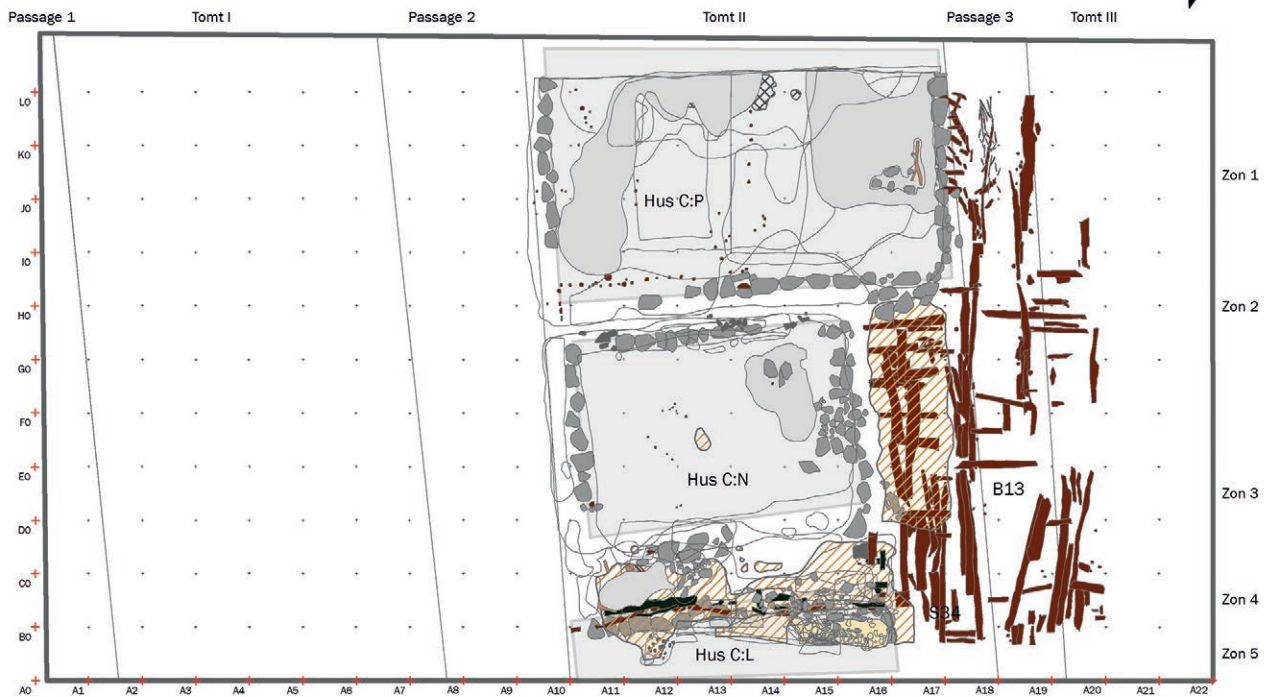 Passage 1 Tomt I Passage 2 Tomt II Passage 3 Tomt III
LO
KO
Zon 1
JO
Hus C:P
IO
HO
Zon 2
GO
FO
EO
Hus C:N
B13
Zon 3
DO
CO
Zon 4
S34
BO
Hus C:L
Zon 5
A0 A1 A2 A3 A4 A5 A6 A7 A8 A9 A10 A11 A12 A13 A14 A15 A16 A17 A18 A19 A20 A21 A22